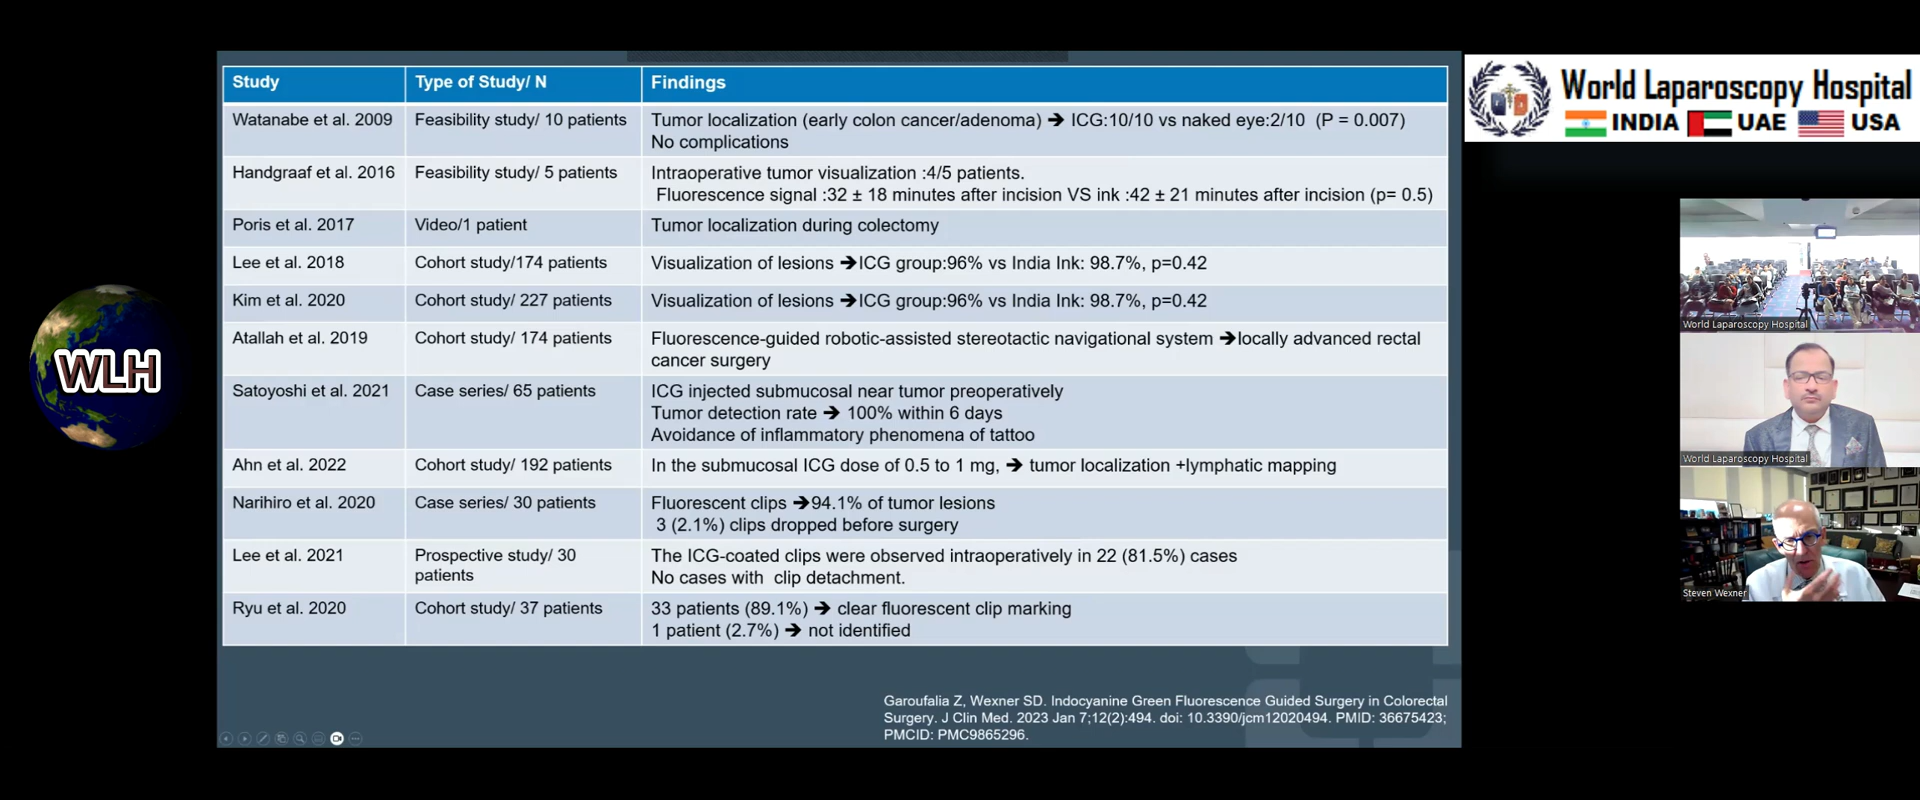 Study Type of Study/ N Findings
Watanabe et al. 2009 Feasibility study/ 10 patients Tumor localization (early colon cancer/adenoma) ➔ ICG:10/10 vs naked eye:2/10 (P = 0.007)
No complications
Handgraaf et al. 2016 Feasibility study/ 5 patients Intraoperative tumor visualization :4/5 patients.
Fluorescence signal :32 ± 18 minutes after incision VS ink :42 ± 21 minutes after incision (p= 0.5)
Poris et al. 2017 Video/1 patient Tumor localization during colectomy
Lee et al. 2018 Cohort study/174 patients Visualization of lesions ➔ICG group:96% vs India Ink: 98.7%, p=0.42
Kim et al. 2020 Cohort study/ 227 patients Visualization of lesions ➔ICG group:96% vs India Ink: 98.7%, p=0.42
Atallah et al. 2019 Cohort study/ 174 patients Fluorescence-guided robotic-assisted stereotactic navigational system ➔locally advanced rectal
cancer surgery
Satoyoshi et al. 2021 Case series/ 65 patients ICG injected submucosal near tumor preoperatively
Tumor detection rate ➔ 100% within 6 days
Avoidance of inflammatory phenomena of tattoo
Ahn et al. 2022 Cohort study/ 192 patients In the submucosal ICG dose of 0.5 to 1 mg, ➔ tumor localization +lymphatic mapping
Narihiro et al. 2020 Case series/ 30 patients Fluorescent clips ➔94.1% of tumor lesions
3 (2.1%) clips dropped before surgery
Lee et al. 2021 Prospective study/ 30 The ICG-coated clips were observed intraoperatively in 22 (81.5%) cases
patients No cases with clip detachment.
Ryu et al. 2020 Cohort study/ 37 patients 33 patients (89.1%) ➔ clear fluorescent clip marking
1 patient (2.7%) ➔ not identified
Garoufalia Z, Wexner SD. Indocyanine Green Fluorescence Guided Surgery in Colorectal
Surgery. J Clin Med. 2023 Jan 7;12(2):494. doi: 10.3390/jcm12020494. PMID: 36675423;
PMCID: PMC9865296.
WLH
World Laparoscopy Hospital
INDIA UAE USA
World Laparoscopy Hospital
World Laparoscopy Hospital
Steven Wexner